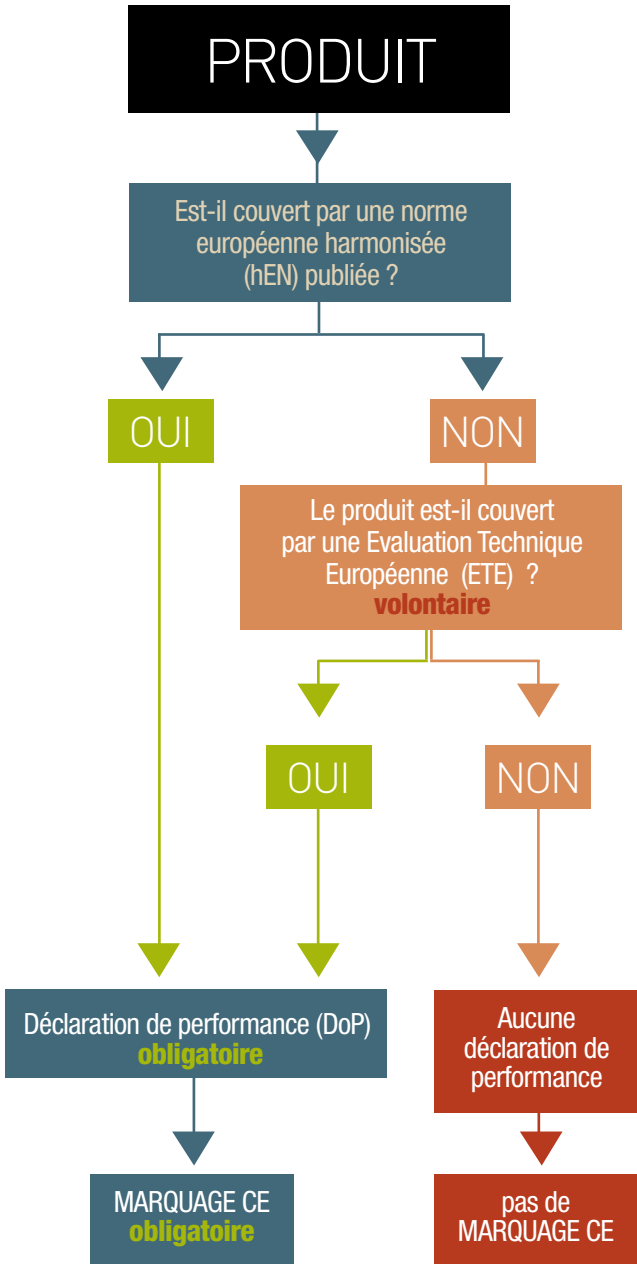 PRODUIT
Est-il couvert par une norme
européenne harmonisée
(hEN) publiée ?
OUI
NON
Le produit est-il couvert
par une Evaluation Technique
Européenne (ETE) ?
volontaire
OUI
NON
Déclaration de performance (DoP)
obligatoire
Aucune
déclaration de
performance
MARQUAGE CE
obligatoire
pas de
MARQUAGE CE